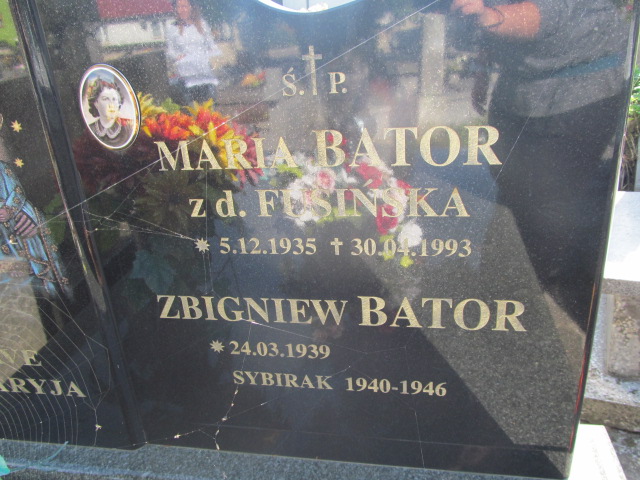 Ś. P.
MARIA BATOR
z d. FUSIŃSKA
5.12.1935 † 30.04.1993
ZBIGNIEW BATOR
24.03.1939
SYBIRAK 1940-1946